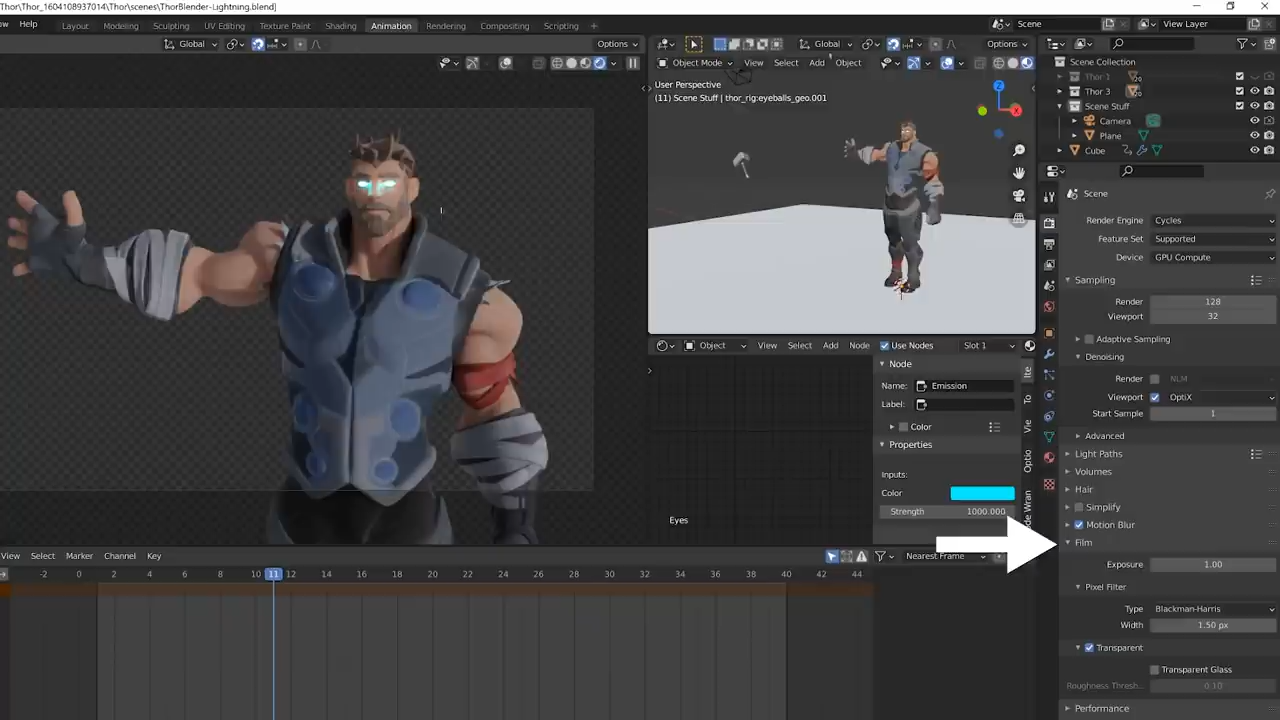 Thor\Thor_1604108937014\Thor\scenes\ThorBlender-Lightning.blend]
Help Layout Modeling Sculpting UV Editing Texture Paint Shading Animation Rendering Compositing Scripting + Scene View Layer
Global Options Global Options
Object Mode View Select Add Object
User Perspective
(11) Scene Stuff | thor_rig:eyeballs_geo.001
Z
X
Scene Collection
Thor 1
Thor 3
Scene Stuff
Camera
Plane
Cube
Scene
Render Engine Cycles
Feature Set Supported
Device GPU Compute
Sampling
Render 128
Viewport 32
Adaptive Sampling
Denoising
Render NLM
Viewport OptiX
Start Sample 1
Advanced
Light Paths
Volumes
Hair
Simplify
Motion Blur
Film
Exposure 1.00
Pixel Filter
Type Blackman-Harris
Width 1.50 px
Transparent
Transparent Glass
Roughness Thresh.. 0.10
Performance
Object View Select Add Node Use Nodes Slot 1
Node
Name: Emission
Label:
Color
Properties
Inputs:
Color
Strength 1000.000
Eyes
Ite
To
Vie
Optio
de Wran
View Select Marker Channel Key Nearest Frame
-2 0 2 4 6 8 10 11 12 14 16 18 20 22 24 26 28 30 32 34 36 38 40 42 44